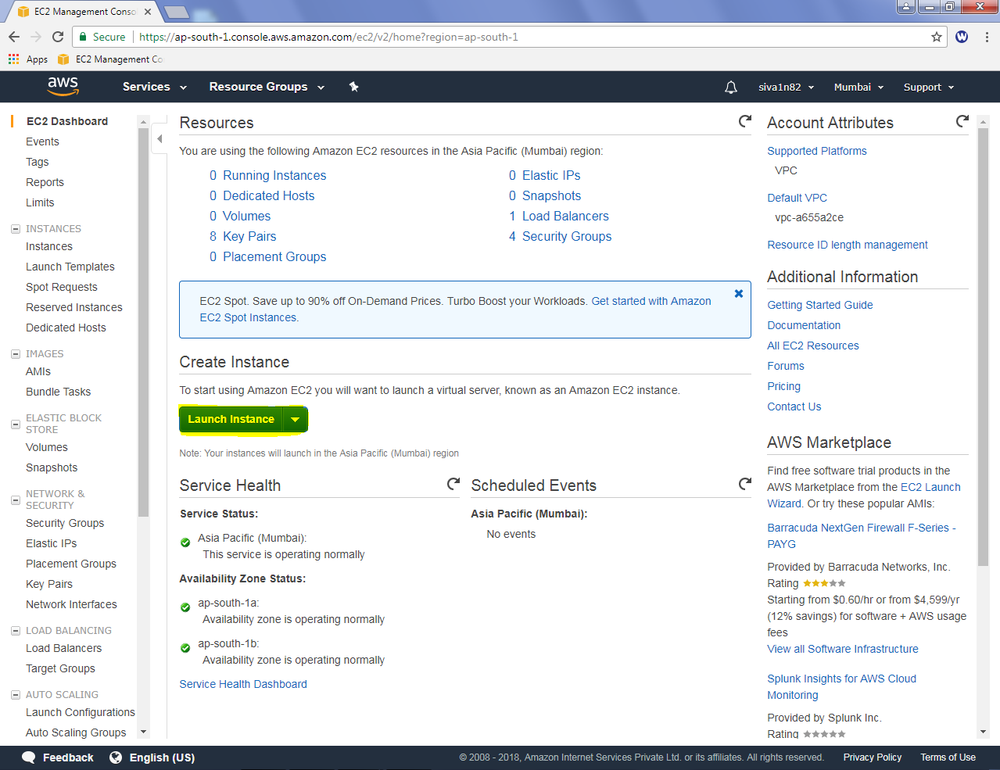 EC2 Management Conso
Secure
https://ap-south-1.console.aws.amazon.com/ec2/v2/home?region=ap-south-1
Apps
EC2 Management Co
aws
Services
Resource Groups
siva1n82
Mumbai
Support
EC2 Dashboard
Events
Tags
Reports
Limits
INSTANCES
Instances
Launch Templates
Spot Requests
Reserved Instances
Dedicated Hosts
IMAGES
AMIs
Bundle Tasks
ELASTIC BLOCK
STORE
Volumes
Snapshots
NETWORK &
SECURITY
Security Groups
Elastic IPs
Placement Groups
Key Pairs
Network Interfaces
LOAD BALANCING
Load Balancers
Target Groups
AUTO SCALING
Launch Configurations
Auto Scaling Groups
Resources
You are using the following Amazon EC2 resources in the Asia Pacific (Mumbai) region:
0 Running Instances
0 Elastic IPs
0 Dedicated Hosts
0 Snapshots
0 Volumes
1 Load Balancers
8 Key Pairs
4 Security Groups
0 Placement Groups
EC2 Spot. Save up to 90% off On-Demand Prices. Turbo Boost your Workloads. Get started with Amazon
EC2 Spot Instances.
Create Instance
To start using Amazon EC2 you will want to launch a virtual server, known as an Amazon EC2 instance.
Launch Instance
Note: Your instances will launch in the Asia Pacific (Mumbai) region
Service Health
Service Status:
Asia Pacific (Mumbai):
This service is operating normally
Availability Zone Status:
ap-south-1a:
Availability zone is operating normally
ap-south-1b:
Availability zone is operating normally
Service Health Dashboard
Scheduled Events
Asia Pacific (Mumbai):
No events
Account Attributes
Supported Platforms
VPC
Default VPC
vpc-a655a2ce
Resource ID length management
Additional Information
Getting Started Guide
Documentation
All EC2 Resources
Forums
Pricing
Contact Us
AWS Marketplace
Find free software trial products in the
AWS Marketplace from the EC2 Launch
Wizard. Or try these popular AMIs:
Barracuda NextGen Firewall F-Series -
PAYG
Provided by Barracuda Networks, Inc.
Rating
Starting from $0.60/hr or from $4,599/yr
(12% savings) for software + AWS usage
fees
View all Software Infrastructure
Splunk Insights for AWS Cloud
Monitoring
Provided by Splunk Inc.
Rating
Feedback
English (US)
© 2008 - 2018, Amazon Internet Services Private Ltd. or its affiliates. All rights reserved.
Privacy Policy
Terms of Use